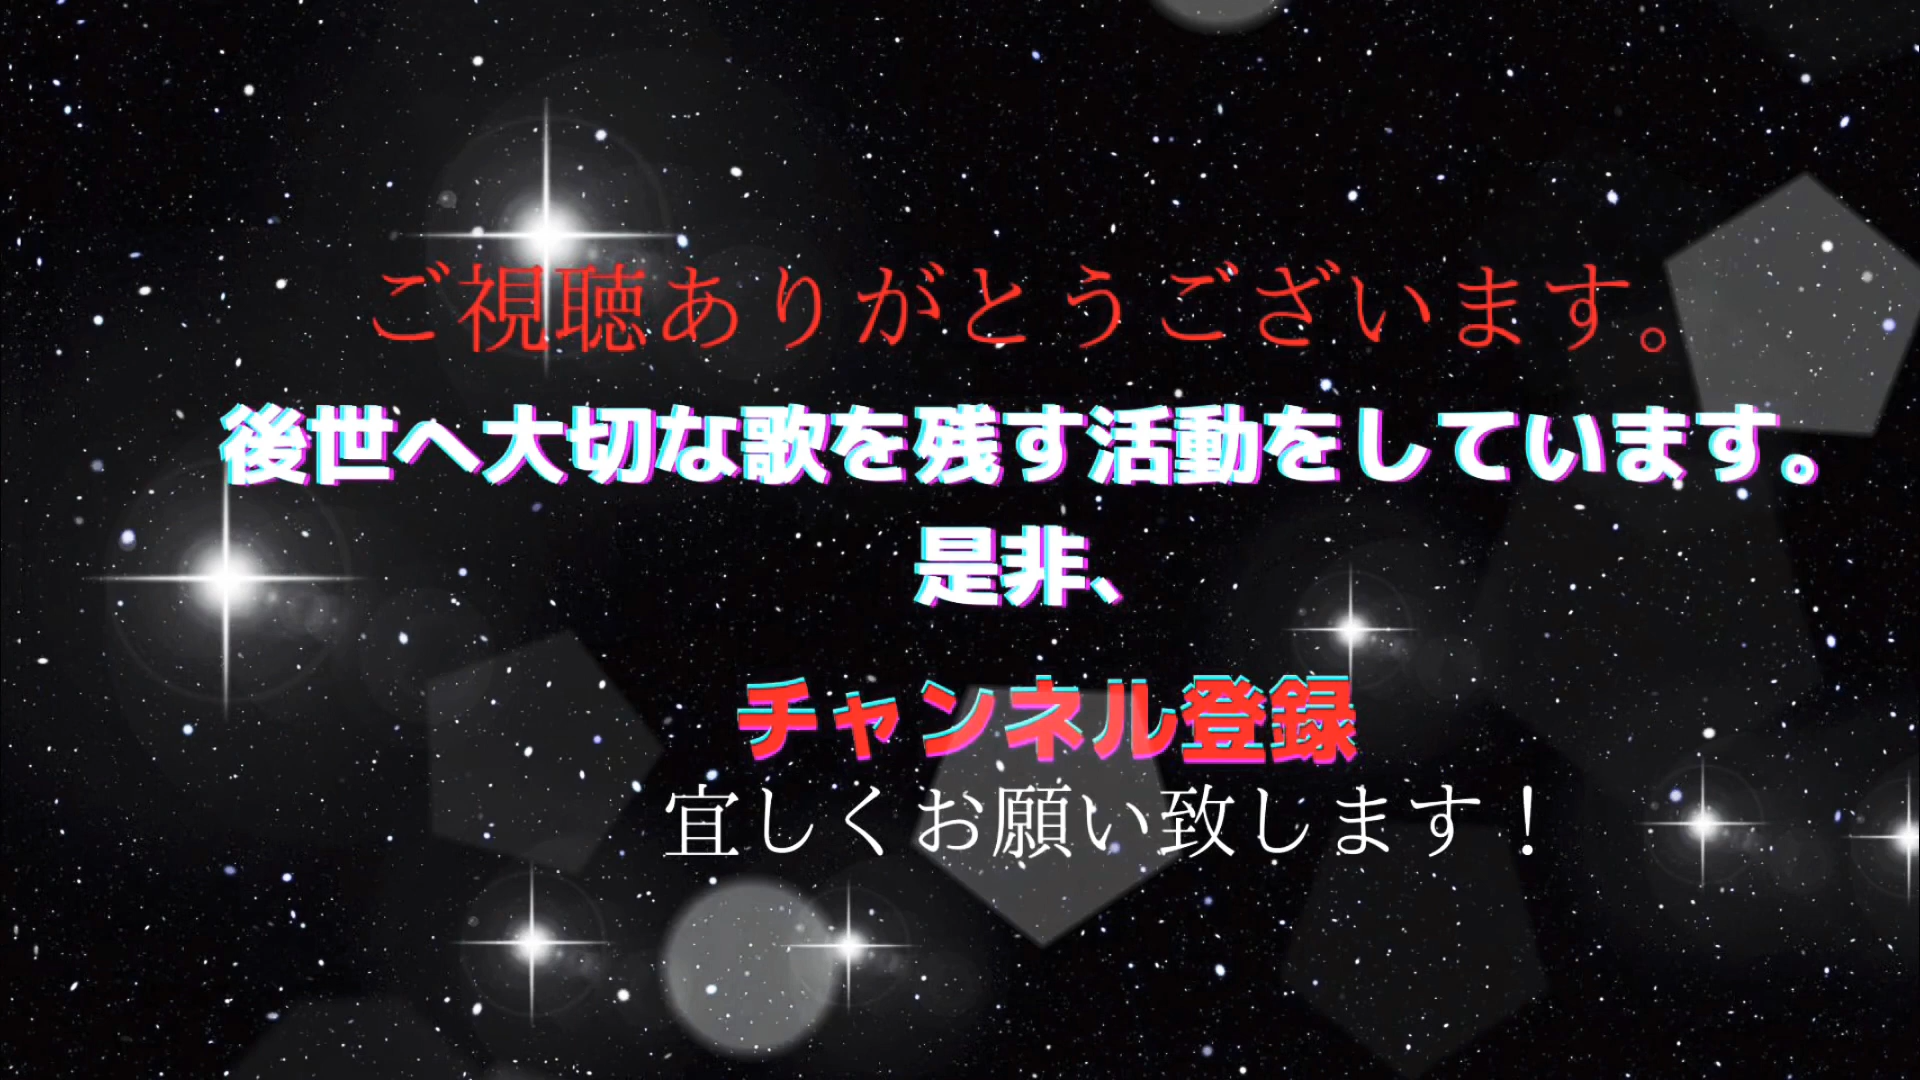 ご視聴ありがとうございます。
後世へ大切な歌を残す活動をしています。
是非、
チャンネル登録
宜しくお願い致します！